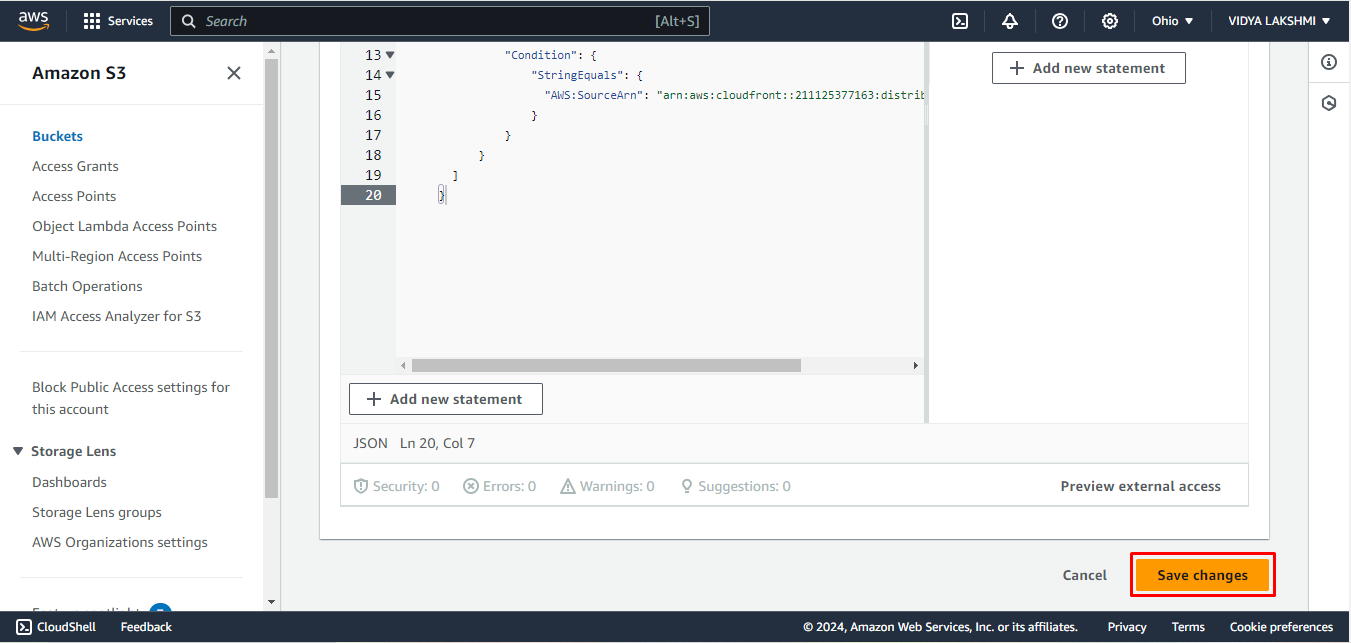 aws Services Search [Alt+S] Ohio VIDYA LAKSHMI
Amazon S3
Buckets
Access Grants
Access Points
Object Lambda Access Points
Multi-Region Access Points
Batch Operations
IAM Access Analyzer for S3
Block Public Access settings for
this account
Storage Lens
Dashboards
Storage Lens groups
AWS Organizations settings
13 "Condition": {
14 "StringEquals": {
15 "AWS:SourceArn": "arn:aws:cloudfront::211125377163:distrib
16 }
17 }
18 }
19 ]
20 }
+ Add new statement
+ Add new statement
JSON Ln 20, Col 7
Security: 0 Errors: 0 Warnings: 0 Suggestions: 0 Preview external access
Cancel Save changes
CloudShell Feedback © 2024, Amazon Web Services, Inc. or its affiliates. Privacy Terms Cookie preferences